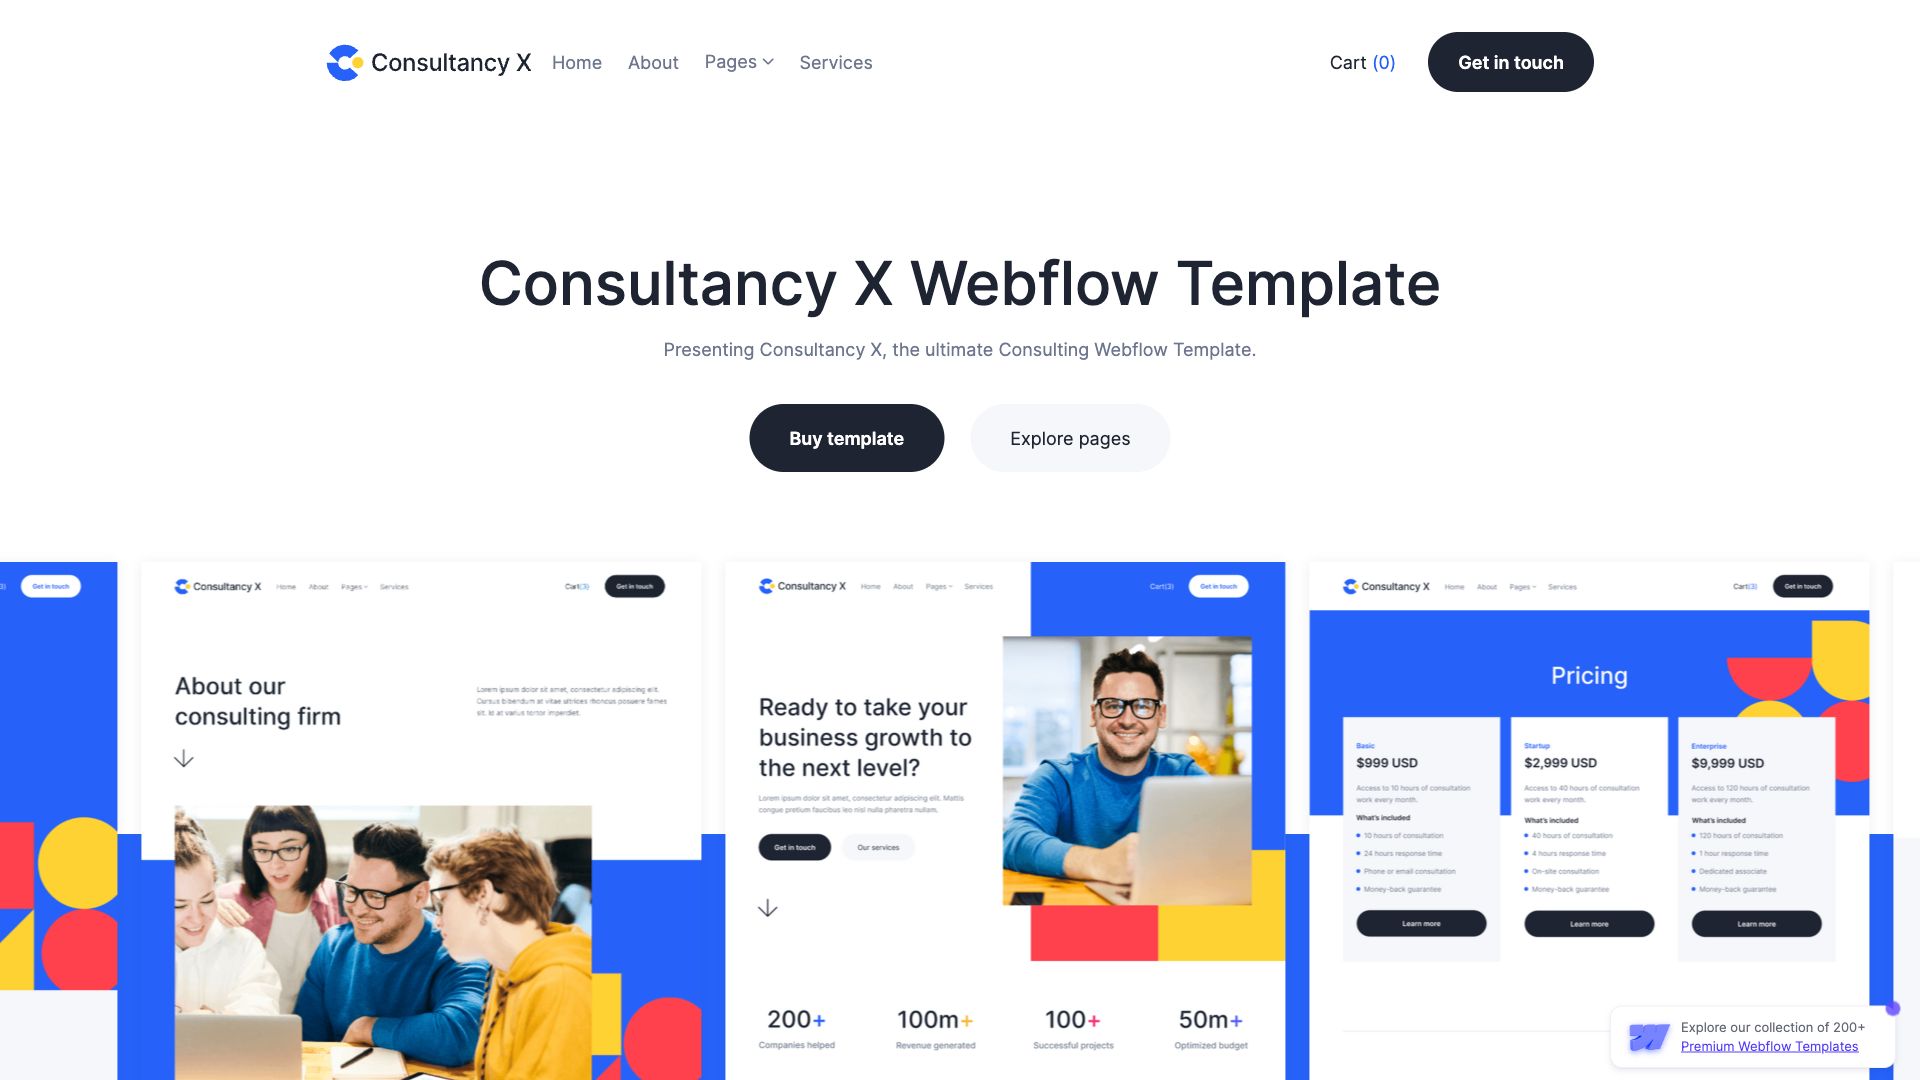 Consultancy X Home About Pages Services Cart (0) Get in touch
Consultancy X Webflow Template
Presenting Consultancy X, the ultimate Consulting Webflow Template.
Buy template Explore pages
3) Get in touch
Consultancy X Home About Pages Services Cart(3) Get in touch
About our
consulting firm
Lorem ipsum dolor sit amet, consectetur adipiscing elit.
Cursus bibendum at vitae ultrices rhoncus posuere fames
sit. Id at varius tortor imperdiet.
Consultancy X Home About Pages Services Cart(3) Get in touch
Ready to take your
business growth to
the next level?
Lorem ipsum dolor sit amet, consectetur adipiscing elit. Mattis
congue pretium faucibus leo nisl nulla pharetra nullam.
Get in touch Our services
200+ 100m+ 100+ 50m+
Companies helped Revenue generated Successful projects Optimized budget
Consultancy X Home About Pages Services Cart(3) Get in touch
Pricing
Basic
$999 USD
Access to 10 hours of consultation
work every month.
What's included
10 hours of consultation
24 hours response time
Phone or email consultation
Money-back guarantee
Learn more
Startup
$2,999 USD
Access to 40 hours of consultation
work every month.
What's included
40 hours of consultation
4 hours response time
On-site consultation
Money-back guarantee
Learn more
Enterprise
$9,999 USD
Access to 120 hours of consultation
work every month.
What's included
120 hours of consultation
1 hour response time
Dedicated associate
Money-back guarantee
Learn more
Explore our collection of 200+
Premium Webflow Templates